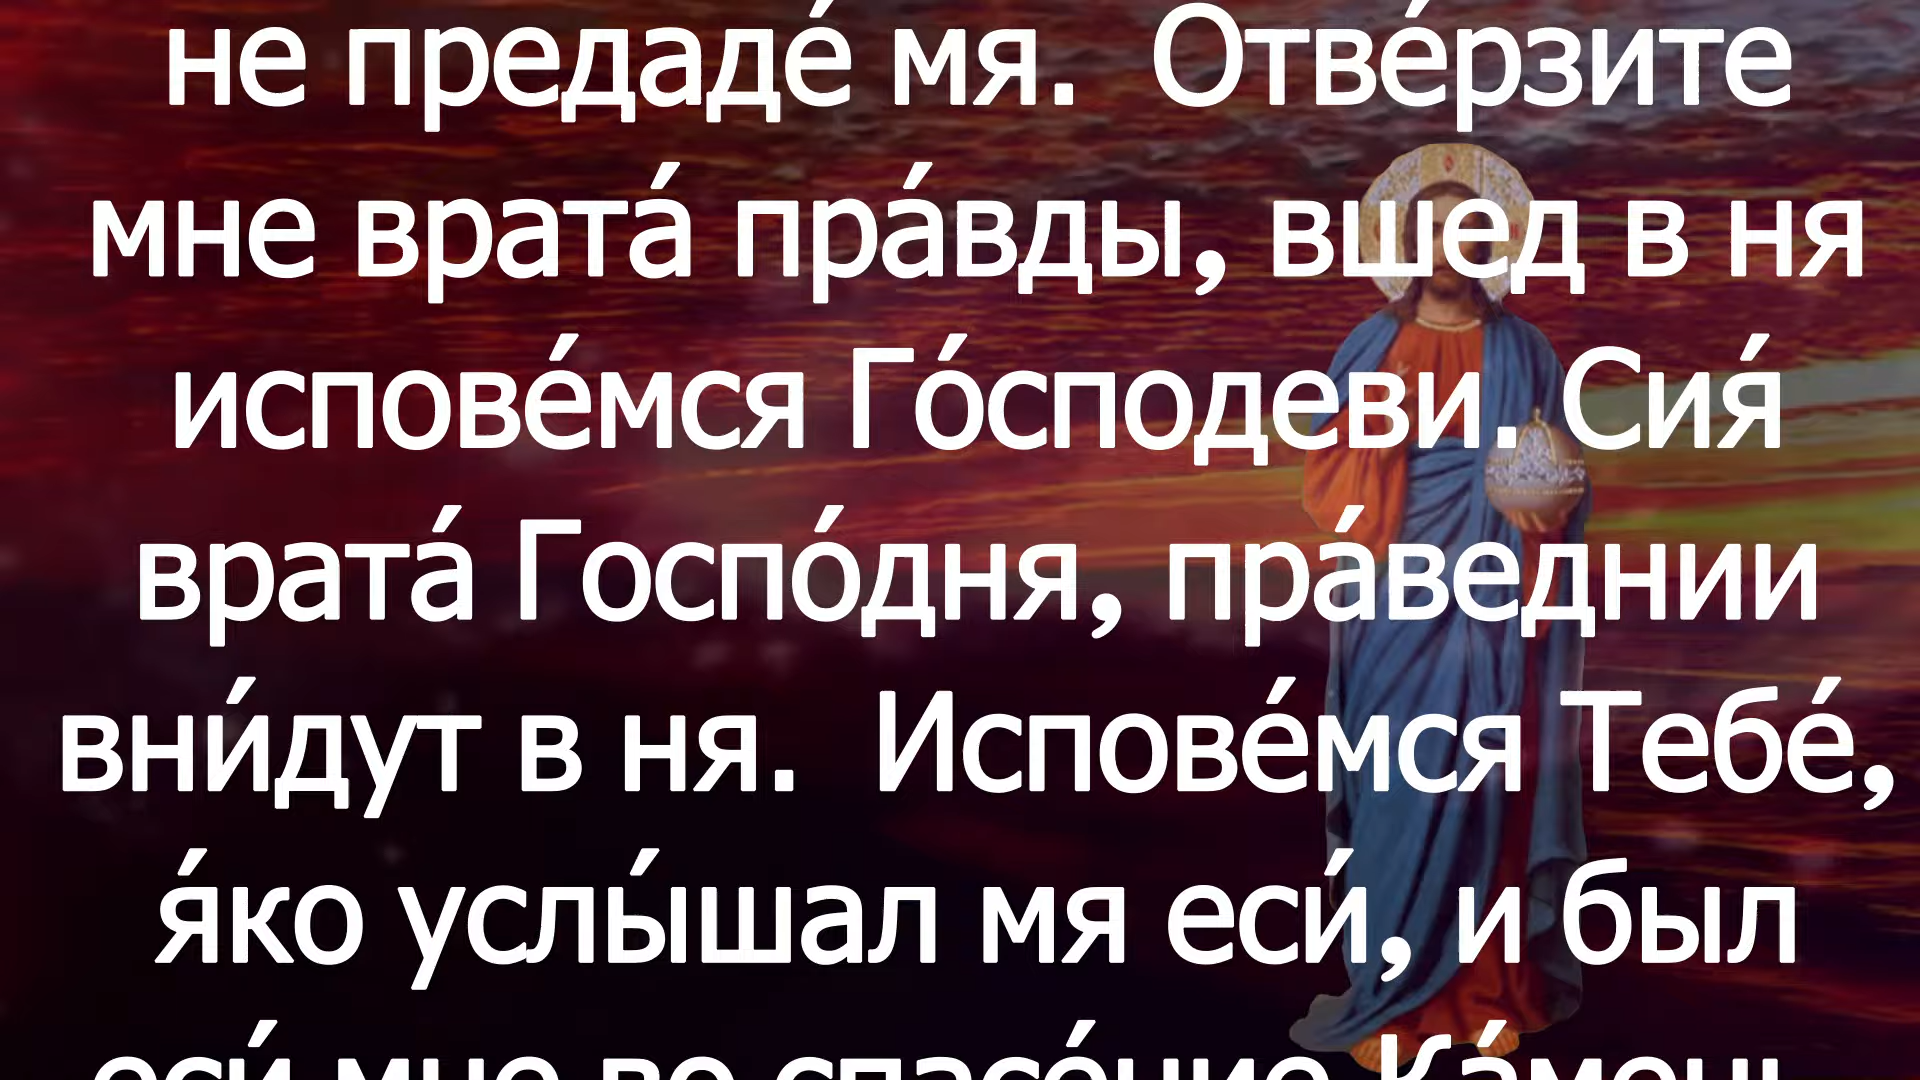 не предаде́ мя.  Отве́рзите
мне врата́ пра́вды, вшед в ня
испове́мся Го́сподеви. Сия́
врата́ Госпо́дня, пра́веднии
вни́дут в ня.  Испове́мся Тебе́,
я́ко услы́шал мя еси́, и был
еси́ мне во спасе́ние Ка́мень